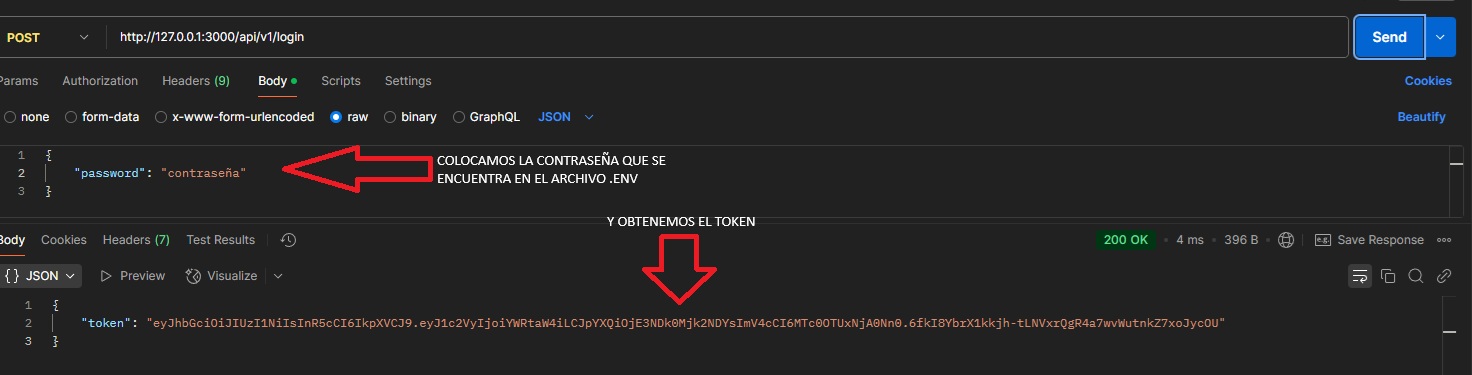 POST http://127.0.0.1:3000/api/v1/login Send
Params Authorization Headers (9) Body Scripts Settings Cookies
none form-data x-www-form-urlencoded raw binary GraphQL JSON Beautify
1 {
2 "password": "contraseña"
3 }
COLOCAMOS LA CONTRASEÑA QUE SE
ENCUENTRA EN EL ARCHIVO .ENV
Y OBTENEMOS EL TOKEN
Body Cookies Headers (7) Test Results 200 OK • 4 ms • 396 B • e.g. Save Response
{} JSON Preview Visualize
1 {
2 "token": "eyJhbGciOiJIUzI1NiIsInR5cCI6IkpXVCJ9.eyJ1c2VyIjoiYWRtaW4iLCJpYXQiOjE3NDk0Mjk2NDYsImV4cCI6MTc0OTUxNjA0Nn0.6fkI8YbrX1kkjh-tLNVxrQgR4a7wvWutnkZ7xoJycOU"
3 }